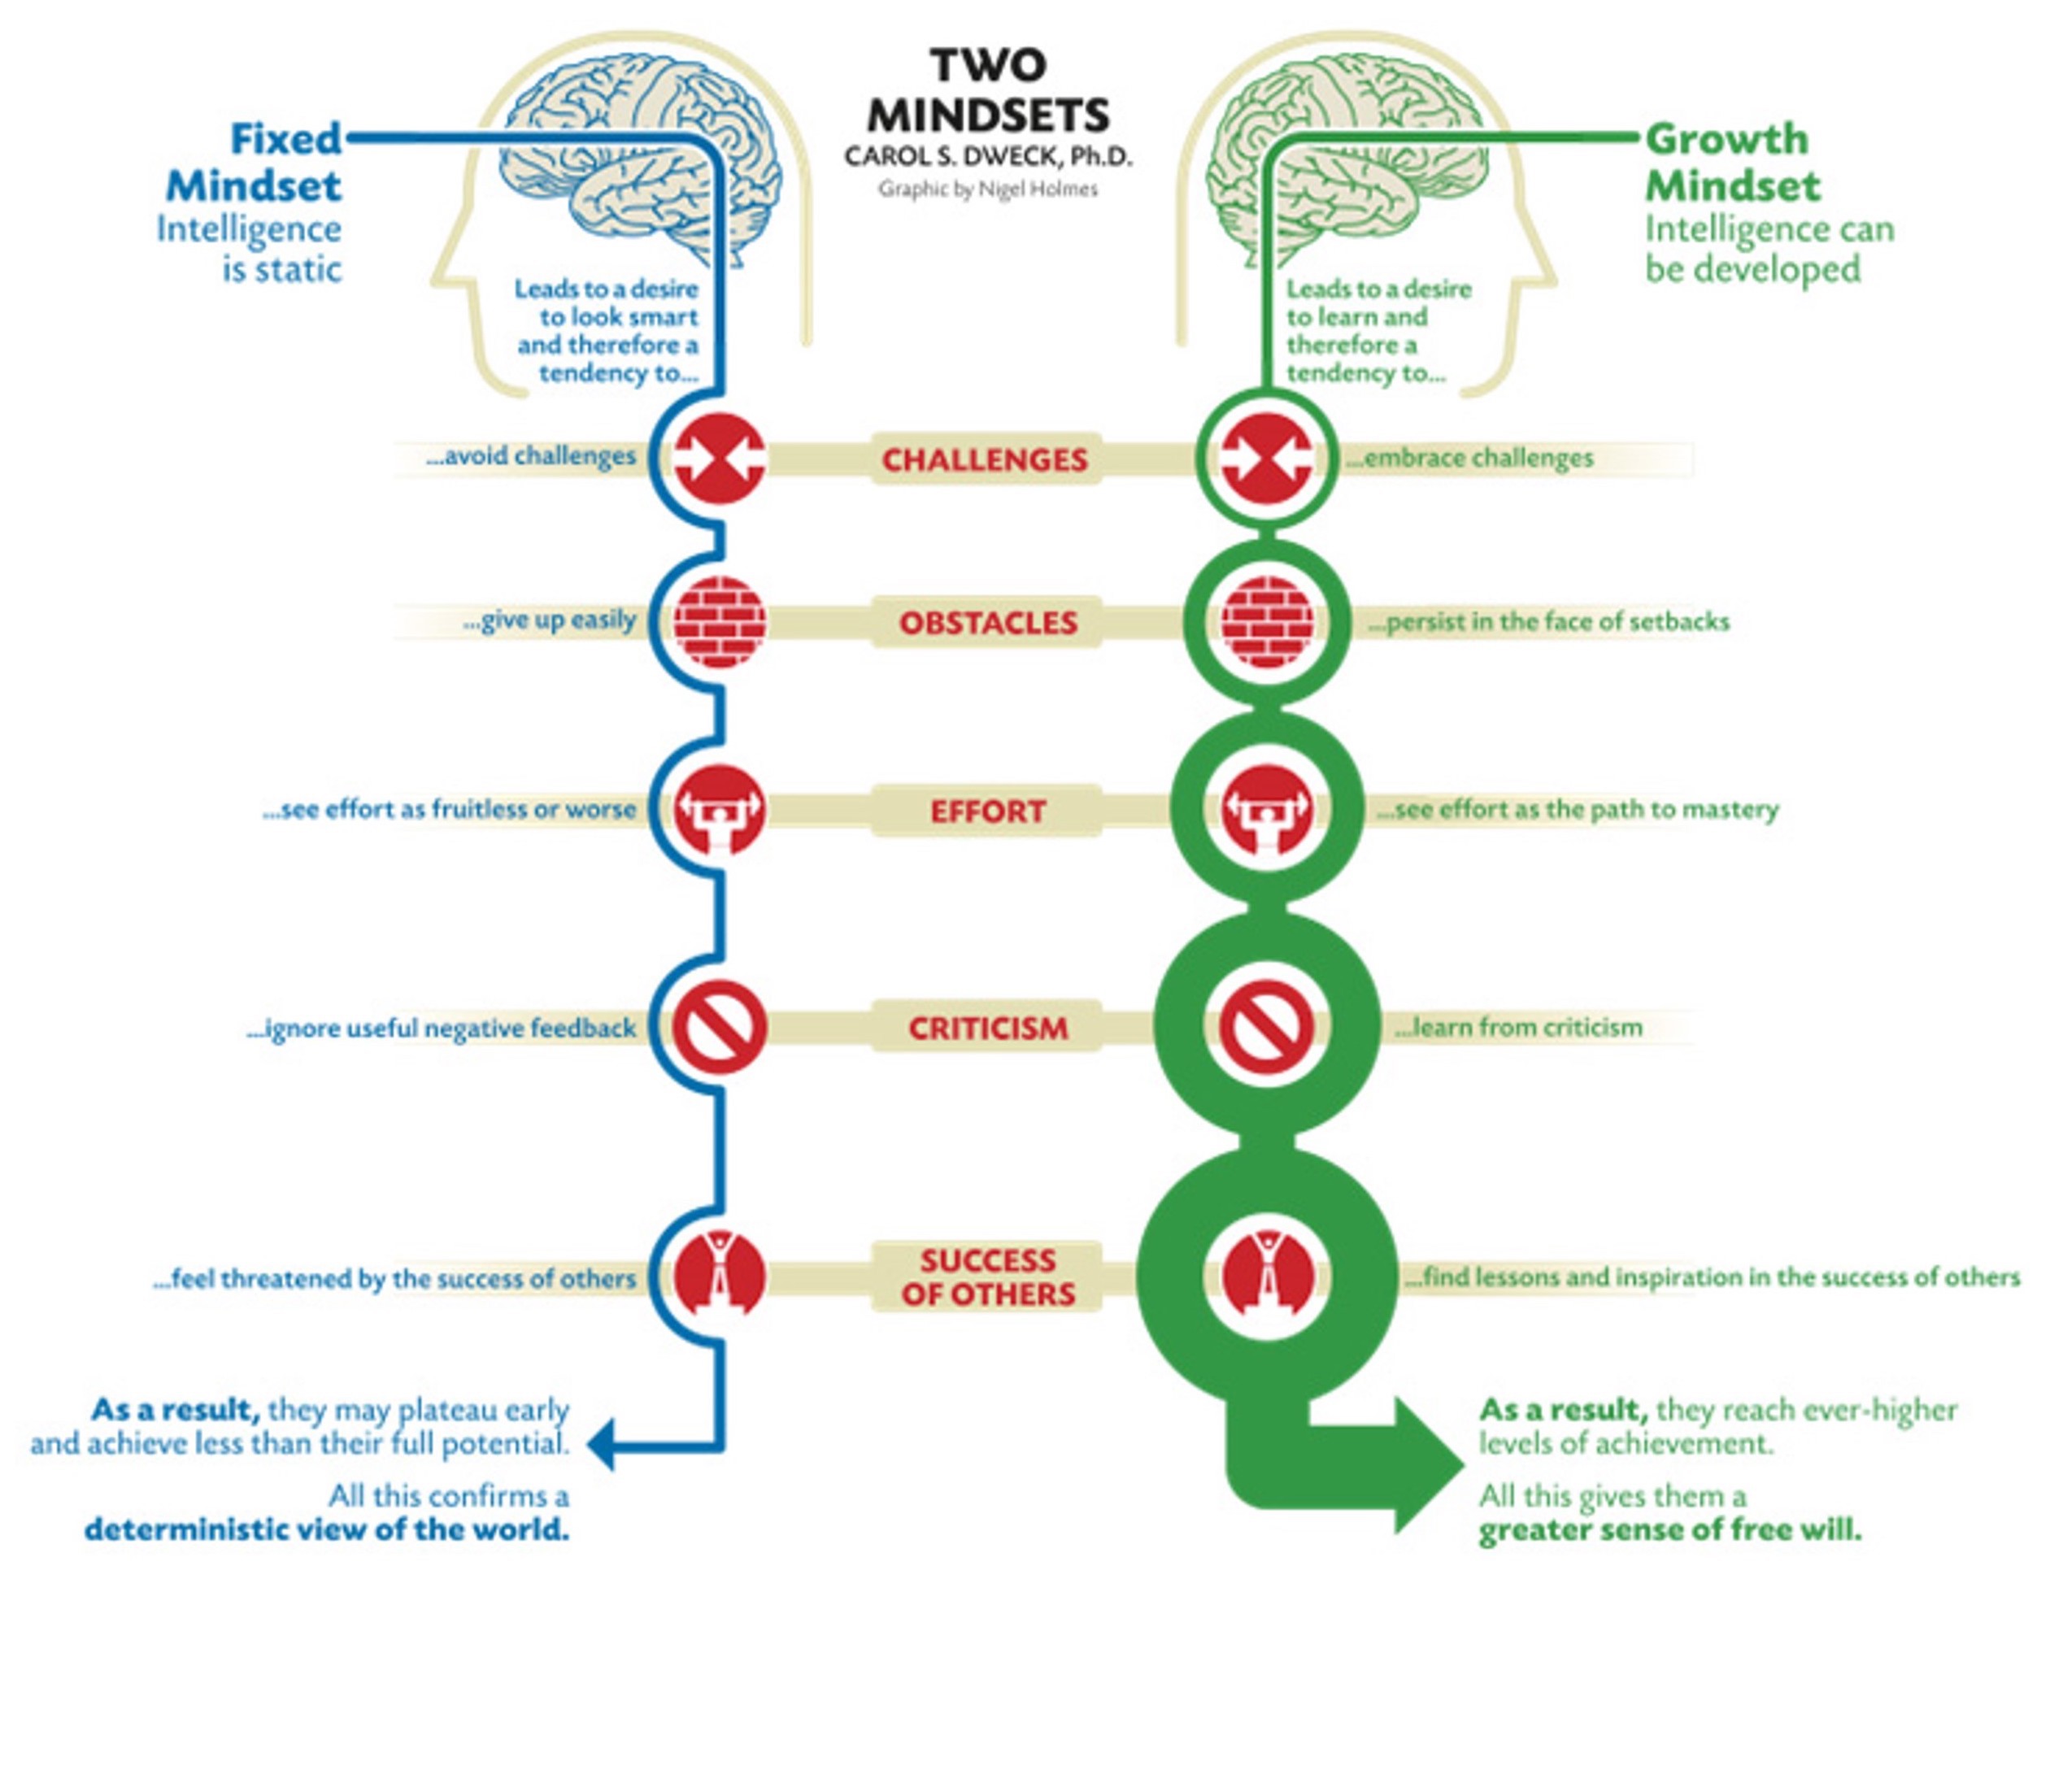 TWO
MINDSETS
CAROL S. DWECK, Ph.D.
Graphic by Nigel Holmes
Fixed
Mindset
Intelligence
is static
Growth
Mindset
Intelligence can
be developed
Leads to a desire
to look smart
and therefore a
tendency to...
Leads to a desire
to learn and
therefore a
tendency to...
...avoid challenges
CHALLENGES
...embrace challenges
...give up easily
OBSTACLES
...persist in the face of setbacks
...see effort as fruitless or worse
EFFORT
...see effort as the path to mastery
...ignore useful negative feedback
CRITICISM
...learn from criticism
...feel threatened by the success of others
SUCCESS
OF OTHERS
...find lessons and inspiration in the success of others
As a result, they may plateau early
and achieve less than their full potential.
All this confirms a
deterministic view of the world.
As a result, they reach ever-higher
levels of achievement.
All this gives them a
greater sense of free will.